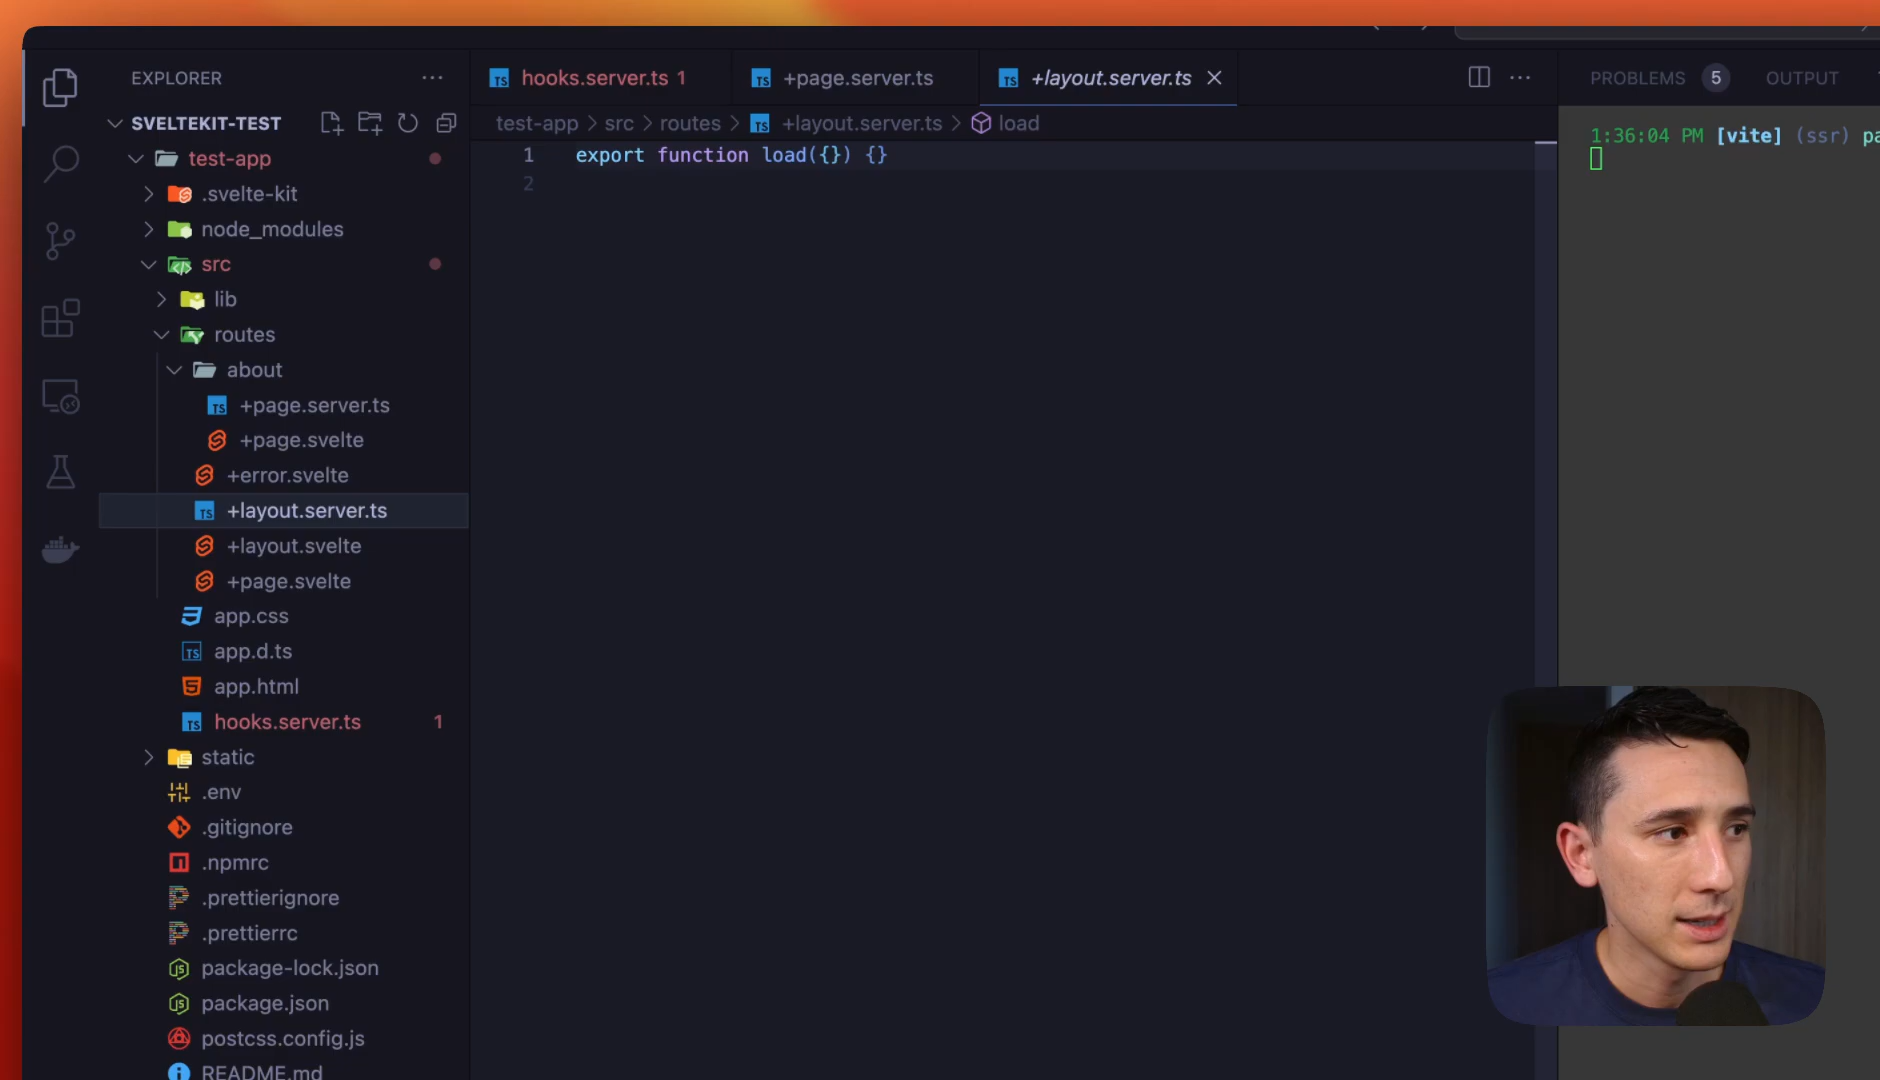 EXPLORER
SVELTEKIT-TEST
test-app
.svelte-kit
node_modules
src
lib
routes
about
+page.server.ts
+page.svelte
+error.svelte
+layout.server.ts
+layout.svelte
+page.svelte
app.css
app.d.ts
app.html
hooks.server.ts 1
static
.env
.gitignore
.npmrc
.prettierignore
.prettierrc
package-lock.json
package.json
postcss.config.js
README.md
hooks.server.ts 1
+page.server.ts
+layout.server.ts
test-app > src > routes > +layout.server.ts > load
1 export function load({}) {}
2
PROBLEMS 5 OUTPUT
1:36:04 PM [vite] (ssr) pa